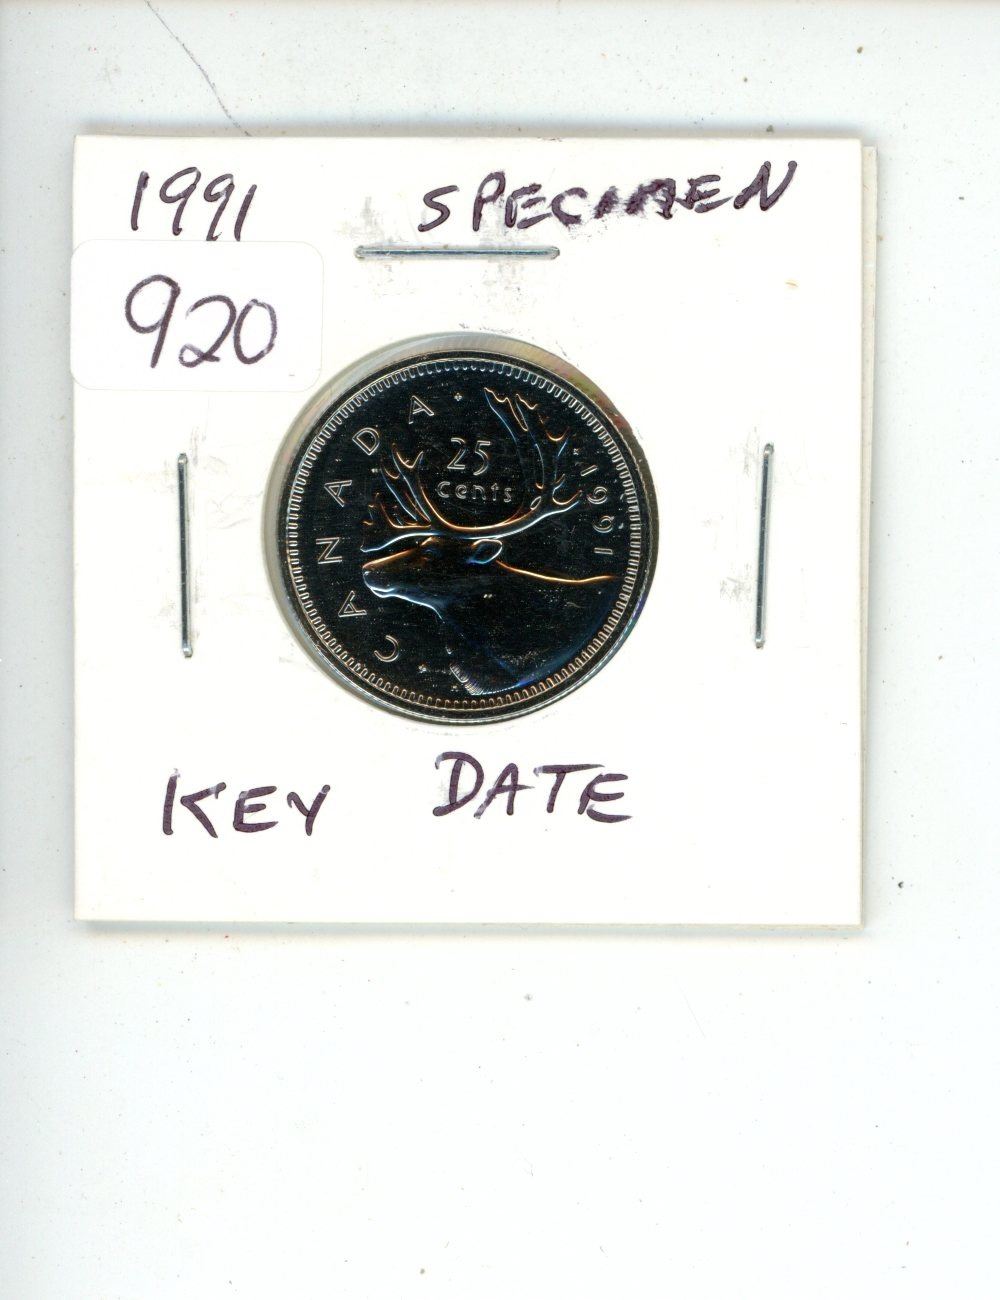 1991 SPECIMEN
920
CANADA
25
cents
1991
KEY DATE